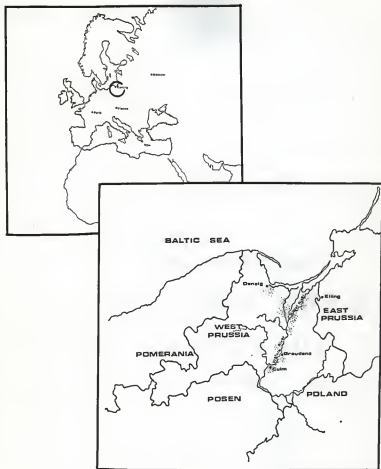 BALTIC SEA
Danzig
Elbing
EAST
PRUSSIA
WEST
PRUSSIA
POMERANIA
Graudenz
Culm
POSEN
POLAND